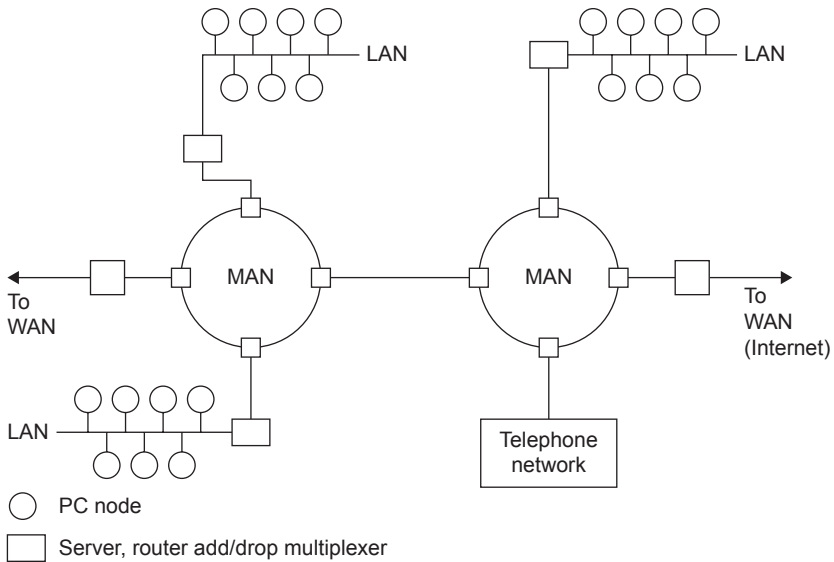 LAN
LAN
MAN
MAN
To
WAN
To
WAN
(Internet)
LAN
Telephone
network
PC node
Server, router add/drop multiplexer